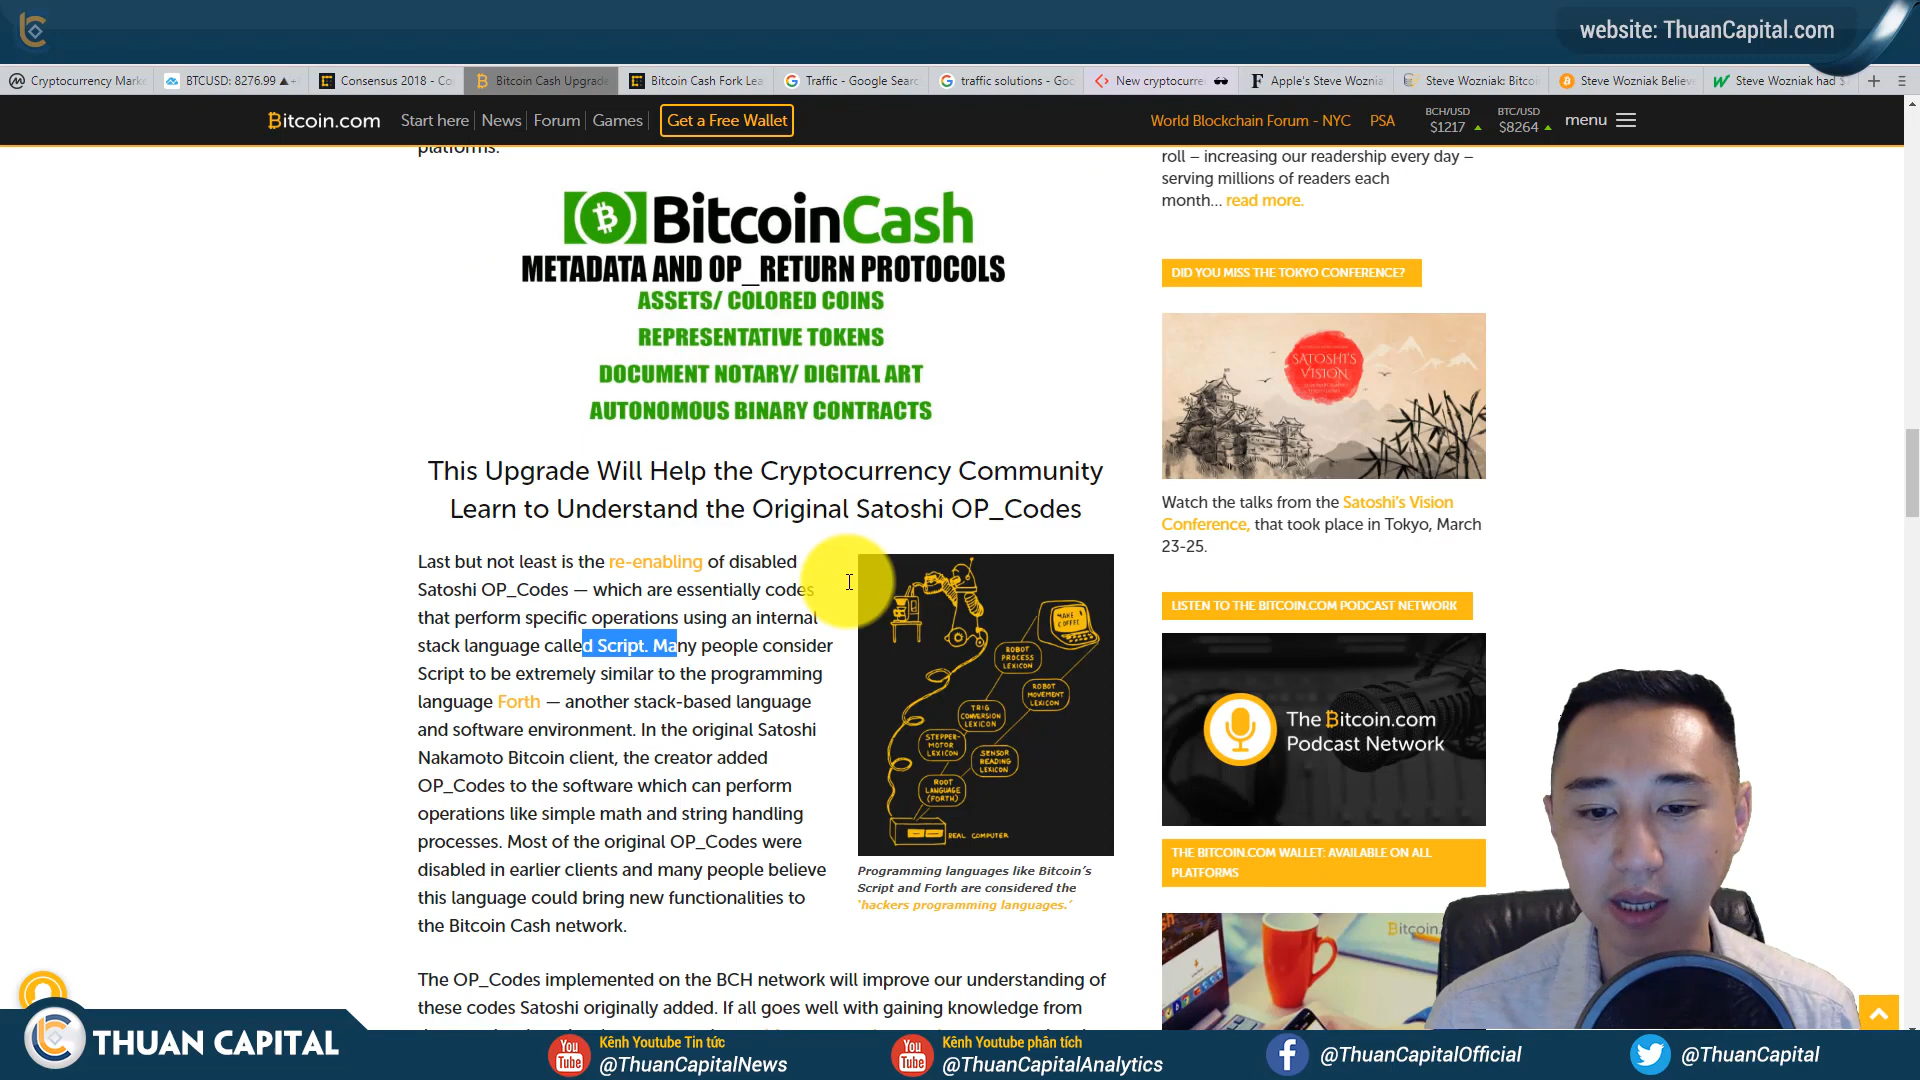 website: ThuanCapital.com
Cryptocurrency Marke
BTCUSD: 8276.99 ▲+
Consensus 2018 - Co
Bitcoin Cash Upgrade
Bitcoin Cash Fork Lea
Traffic - Google Searc
traffic solutions - Goo
New cryptocurre
Apple's Steve Woznia
Steve Wozniak: Bitcoi
Steve Wozniak Believ
Steve Wozniak had $
Bitcoin.com
Start here
News
Forum
Games
Get a Free Wallet
World Blockchain Forum - NYC
PSA
BCH/USD
$1217
BTC/USD
$8264
menu
platforms.
BitcoinCash
METADATA AND OP_RETURN PROTOCOLS
ASSETS/ COLORED COINS
REPRESENTATIVE TOKENS
DOCUMENT NOTARY/ DIGITAL ART
AUTONOMOUS BINARY CONTRACTS
This Upgrade Will Help the Cryptocurrency Community
Learn to Understand the Original Satoshi OP_Codes
Last but not least is the re-enabling of disabled
Satoshi OP_Codes — which are essentially codes
that perform specific operations using an internal
stack language called Script. Many people consider
Script to be extremely similar to the programming
language Forth — another stack-based language
and software environment. In the original Satoshi
Nakamoto Bitcoin client, the creator added
OP_Codes to the software which can perform
operations like simple math and string handling
processes. Most of the original OP_Codes were
disabled in earlier clients and many people believe
this language could bring new functionalities to
the Bitcoin Cash network.
MAKE
COFFEE
ROBOT
PROCESS
LEXICON
ROBOT
MOVEMENT
LEXICON
TRIG
CONVERSION
LEXICON
STEPPER-
MOTOR
LEXICON
SENSOR
READING
LEXICON
ROOT
LANGUAGE
(FORTH)
REAL COMPUTER
Programming languages like Bitcoin's
Script and Forth are considered the
'hackers programming languages.'
The OP_Codes implemented on the BCH network will improve our understanding of
these codes Satoshi originally added. If all goes well with gaining knowledge from
roll – increasing our readership every day –
serving millions of readers each
month... read more.
DID YOU MISS THE TOKYO CONFERENCE?
SATOSHI'S
VISION
Watch the talks from the Satoshi's Vision
Conference, that took place in Tokyo, March
23-25.
LISTEN TO THE BITCOIN.COM PODCAST NETWORK
The Bitcoin.com
Podcast Network
THE BITCOIN.COM WALLET: AVAILABLE ON ALL
PLATFORMS
Bitcoin.
THUAN CAPITAL
You
Tube
Kênh Youtube Tin tức
@ThuanCapitalNews
You
Tube
Kênh Youtube phân tích
@ThuanCapitalAnalytics
@ThuanCapitalOfficial
@ThuanCapital